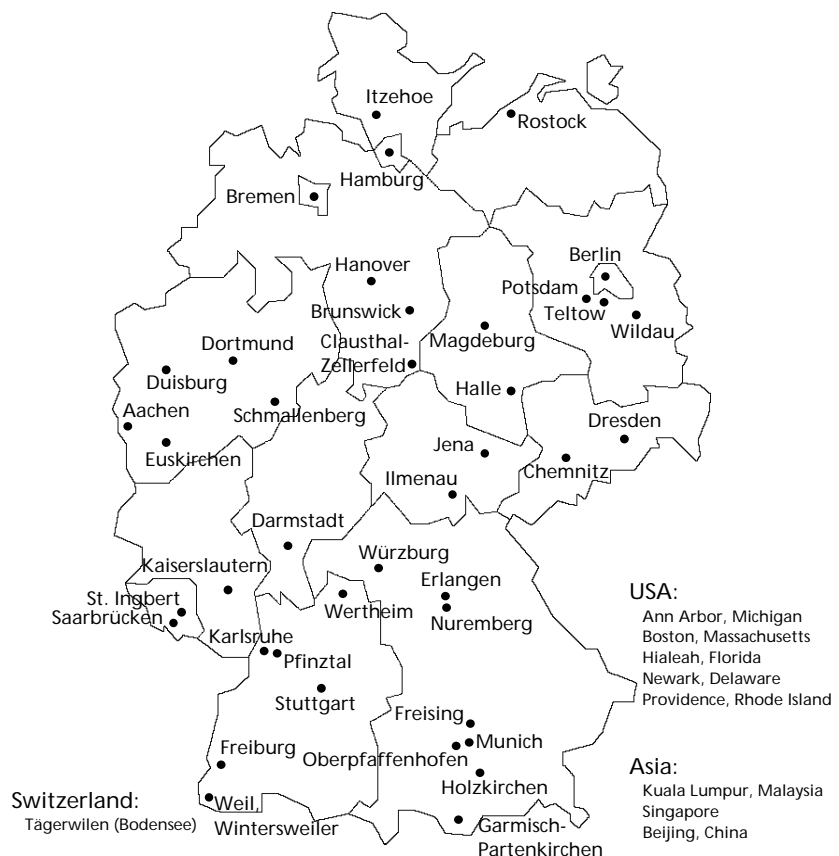 Itzehoe
Rostock
Hamburg
Bremen
Berlin
Hanover
Potsdam
Brunswick
Teltow
Wildau
Clausthal-
Zellerfeld
Magdeburg
Dortmund
Duisburg
Halle
Schmallenberg
Aachen
Dresden
Euskirchen
Jena
Chemnitz
Ilmenau
Darmstadt
Würzburg
Kaiserslautern
Erlangen
St. Ingbert
Wertheim
Nuremberg
Saarbrücken
Karlsruhe
Pfinztal
Stuttgart
Freising
Munich
Freiburg
Oberpfaffenhofen
Holzkirchen
Weil,
Wintersweiler
Garmisch-
Partenkirchen
USA:
Ann Arbor, Michigan
Boston, Massachusetts
Hialeah, Florida
Newark, Delaware
Providence, Rhode Island
Switzerland:
Tägerwilen (Bodensee)
Asia:
Kuala Lumpur, Malaysia
Singapore
Beijing, China